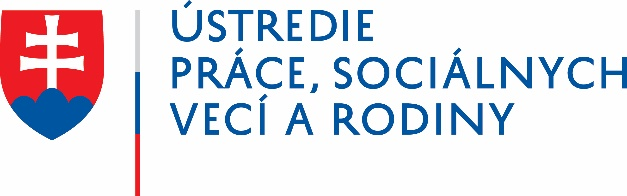 ÚSTREDIE
PRÁCE, SOCIÁLNYCH
VECÍ A RODINY